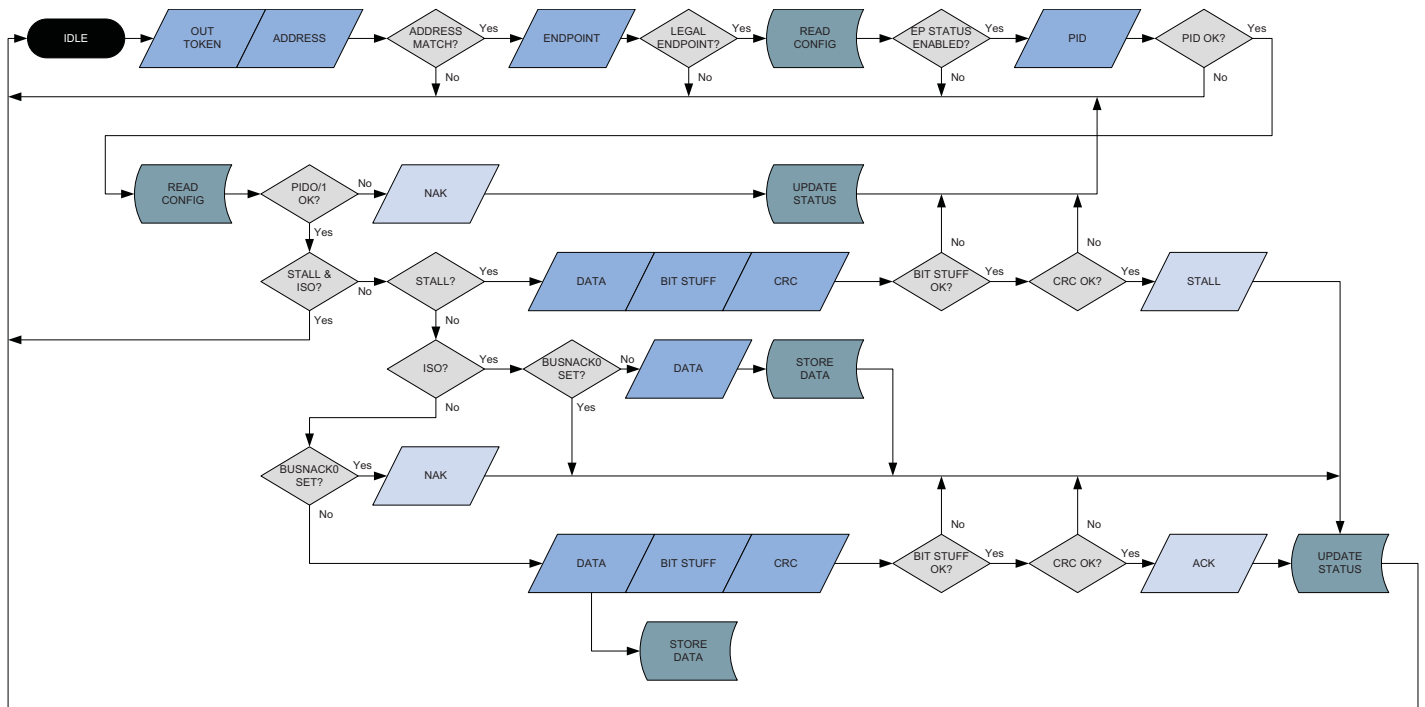 IDLE
OUT
TOKEN
ADDRESS
ADDRESS
MATCH?
Yes
No
ENDPOINT
LEGAL
ENDPOINT?
Yes
No
READ
CONFIG
EP STATUS
ENABLED?
Yes
No
PID
PID OK?
Yes
No
READ
CONFIG
PIDO/1
OK?
No
Yes
NAK
UPDATE
STATUS
STALL &
ISO?
No
Yes
STALL?
Yes
No
DATA
BIT STUFF
CRC
BIT STUFF
OK?
No
Yes
CRC OK?
No
Yes
STALL
ISO?
Yes
No
BUSNACK0
SET?
No
Yes
DATA
STORE
DATA
BUSNACK0
SET?
Yes
No
NAK
DATA
BIT STUFF
CRC
BIT STUFF
OK?
No
Yes
CRC OK?
No
Yes
ACK
UPDATE
STATUS
STORE
DATA